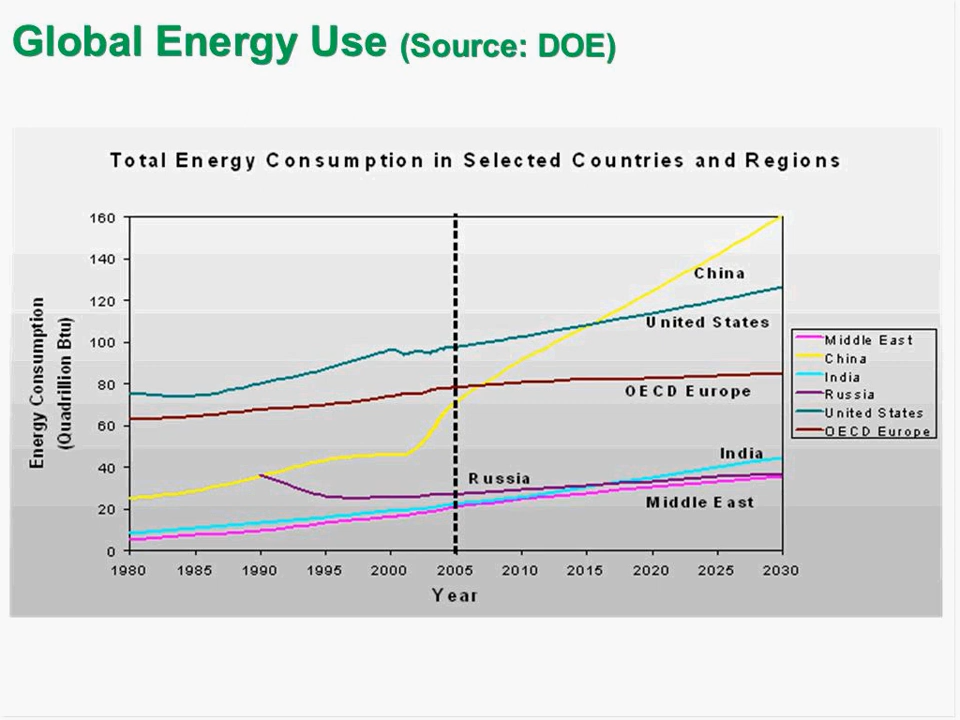 Global Energy Use (Source: DOE)
Total Energy Consumption in Selected Countries and Regions
Energy Consumption
(Quadrillion Btu)
160
140
120
100
80
60
40
20
0
China
United States
OECD Europe
India
Russia
Middle East
1980 1985 1990 1995 2000 2005 2010 2015 2020 2025 2030
Year
Middle East
China
India
Russia
United States
OECD Europe